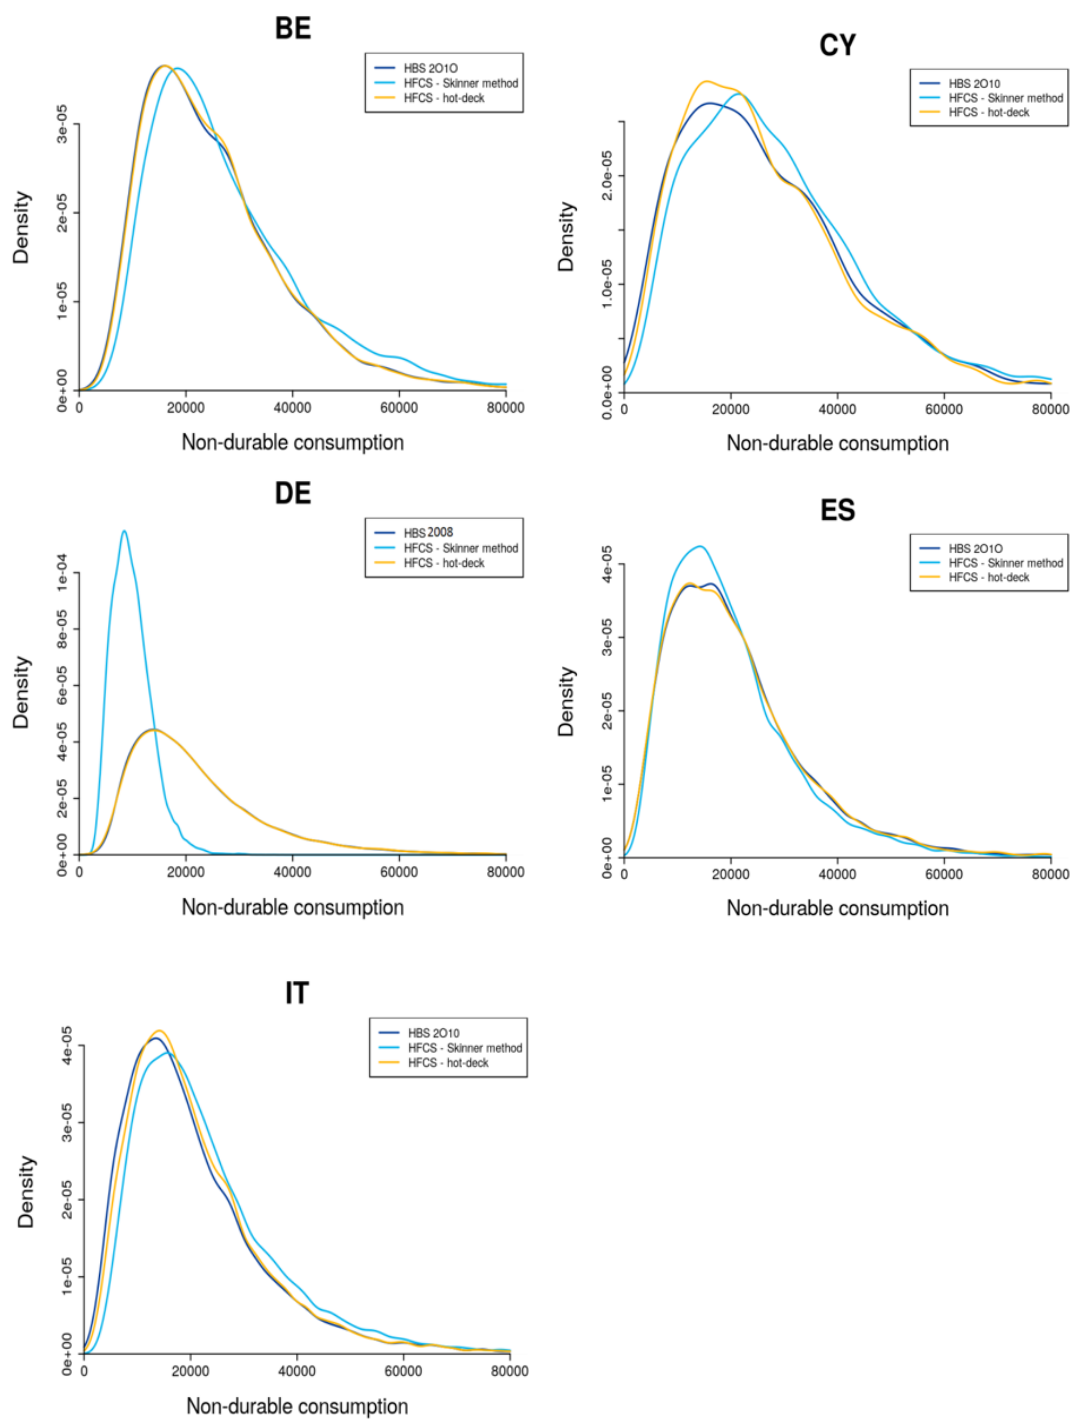 BE
HBS 2O1O
HFCS - Skinner method
HFCS - hot-deck
Density
0e+00 1e-05 2e-05 3e-05
0 20000 40000 60000 80000
Non-durable consumption
CY
HBS 2O10
HFCS - Skinner method
HFCS - hot-deck
Density
0.0e+00 1.0e-05 2.0e-05
0 20000 40000 60000 80000
Non-durable consumption
DE
HBS 2008
HFCS - Skinner method
HFCS - hot-deck
Density
0e+00 2e-05 4e-05 6e-05 8e-05 1e-04
0 20000 40000 60000 80000
Non-durable consumption
ES
HBS 2O1O
HFCS - Skinner method
HFCS - hot-deck
Density
0e+00 1e-05 2e-05 3e-05 4e-05
0 20000 40000 60000 80000
Non-durable consumption
IT
HBS 2O10
HFCS - Skinner method
HFCS - hot-deck
Density
0e+00 1e-05 2e-05 3e-05 4e-05
0 20000 40000 60000 80000
Non-durable consumption